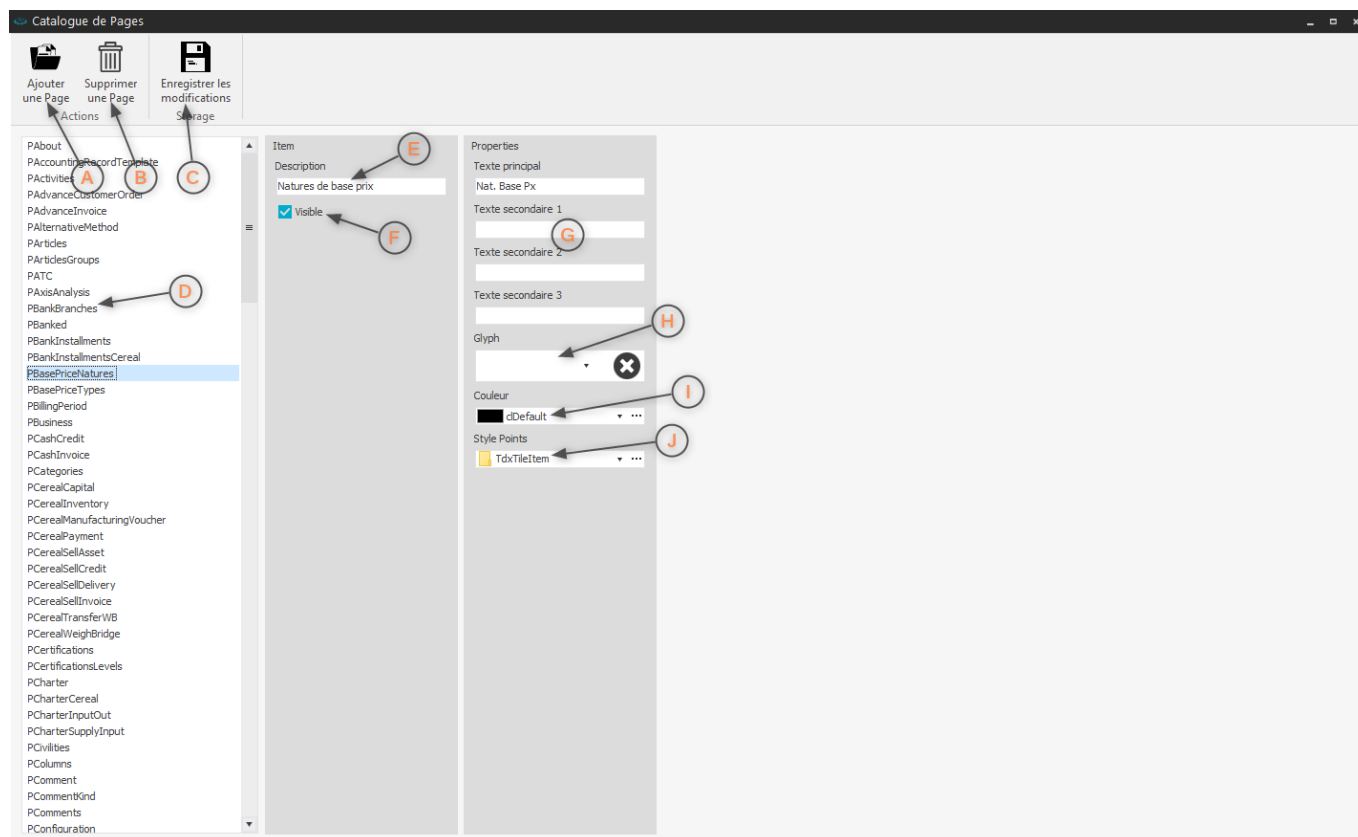 Catalogue de Pages
Ajouter
une Page
Supprimer
une Page
Enregistrer les
modifications
Actions
Storage
PAbout
PAccountingRecordTemplate
PActivities
PAdvanceCustomerOrder
PAdvanceInvoice
PAlternativeMethod
PArticles
PArticlesGroups
PATC
PAxisAnalysis
PBankBranches
PBanked
PBankInstallments
PBankInstallmentsCereal
PBasePriceNatures
PBasePriceTypes
PBillingPeriod
PBusiness
PCashCredit
PCashInvoice
PCategories
PCerealCapital
PCerealInventory
PCerealManufacturingVoucher
PCerealPayment
PCerealSellAsset
PCerealSellCredit
PCerealSellDelivery
PCerealSellInvoice
PCerealTransferWB
PCerealWeighBridge
PCertifications
PCertificationsLevels
PCharter
PCharterCereal
PCharterInputOut
PCharterSupplyInput
PCivilities
PColumns
PComment
PCommentKind
PComments
PConfiguration
A
B
C
D
Item
Description
Natures de base prix
Visible
E
F
Properties
Texte principal
Nat. Base Px
Texte secondaire 1
G
Texte secondaire 2
Texte secondaire 3
H
Glyph
Couleur
I
clDefault
Style Points
J
TdxTileItem